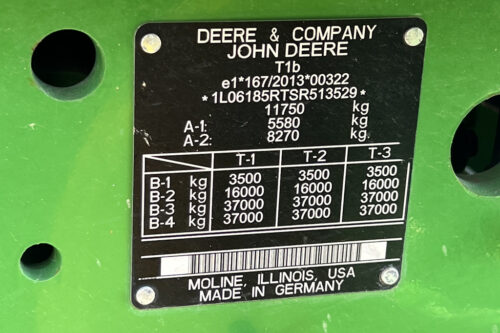 DEERE & COMPANY
JOHN DEERE
T1b
e1*167/2013*00322
*1L06185RTSR513529*
11750 kg
A-1: 5580 kg
A-2: 8270 kg
T-1 T-2 T-3
B-1 kg 3500 3500 3500
B-2 kg 16000 16000 16000
B-3 kg 37000 37000 37000
B-4 kg 37000 37000 37000
MOLINE, ILLINOIS, USA
MADE IN GERMANY